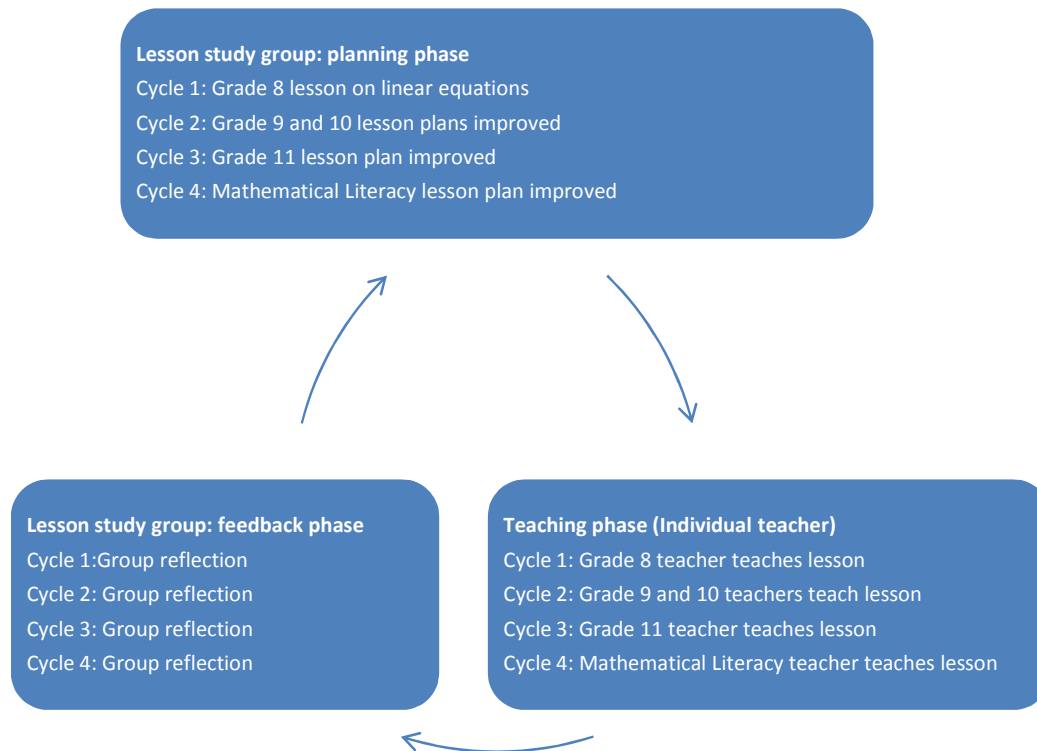 Lesson study group: planning phase
Cycle 1: Grade 8 lesson on linear equations
Cycle 2: Grade 9 and 10 lesson plans improved
Cycle 3: Grade 11 lesson plan improved
Cycle 4: Mathematical Literacy lesson plan improved
Lesson study group: feedback phase
Cycle 1:Group reflection
Cycle 2: Group reflection
Cycle 3: Group reflection
Cycle 4: Group reflection
Teaching phase (Individual teacher)
Cycle 1: Grade 8 teacher teaches lesson
Cycle 2: Grade 9 and 10 teachers teach lesson
Cycle 3: Grade 11 teacher teaches lesson
Cycle 4: Mathematical Literacy teacher teaches lesson